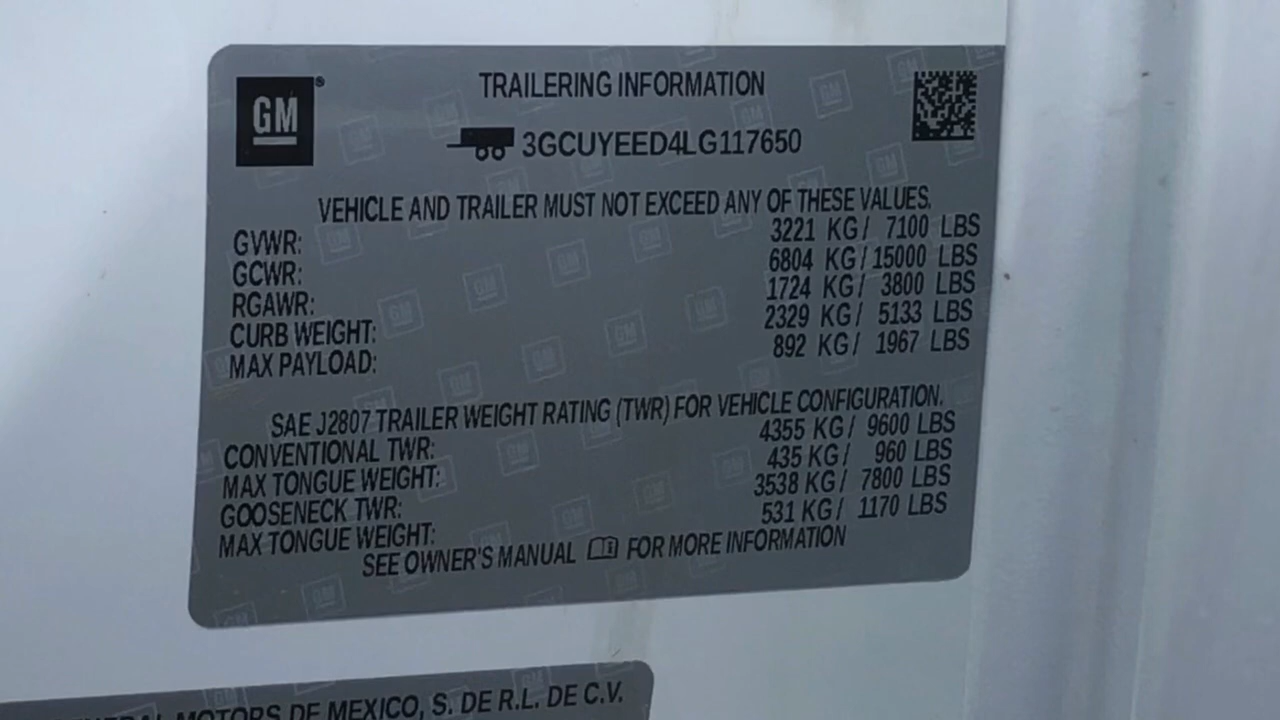 GM
TRAILERING INFORMATION
3GCUYEED4LG117650
VEHICLE AND TRAILER MUST NOT EXCEED ANY OF THESE VALUES.
GVWR: 3221 KG / 7100 LBS
GCWR: 6804 KG / 15000 LBS
RGAWR: 1724 KG / 3800 LBS
CURB WEIGHT: 2329 KG / 5133 LBS
MAX PAYLOAD: 892 KG / 1967 LBS
SAE J2807 TRAILER WEIGHT RATING (TWR) FOR VEHICLE CONFIGURATION.
CONVENTIONAL TWR: 4355 KG / 9600 LBS
MAX TONGUE WEIGHT: 435 KG / 960 LBS
GOOSENECK TWR: 3538 KG / 7800 LBS
MAX TONGUE WEIGHT: 531 KG / 1170 LBS
SEE OWNER'S MANUAL FOR MORE INFORMATION
MOTORS DE MEXICO, S. DE R.L. DE C.V.